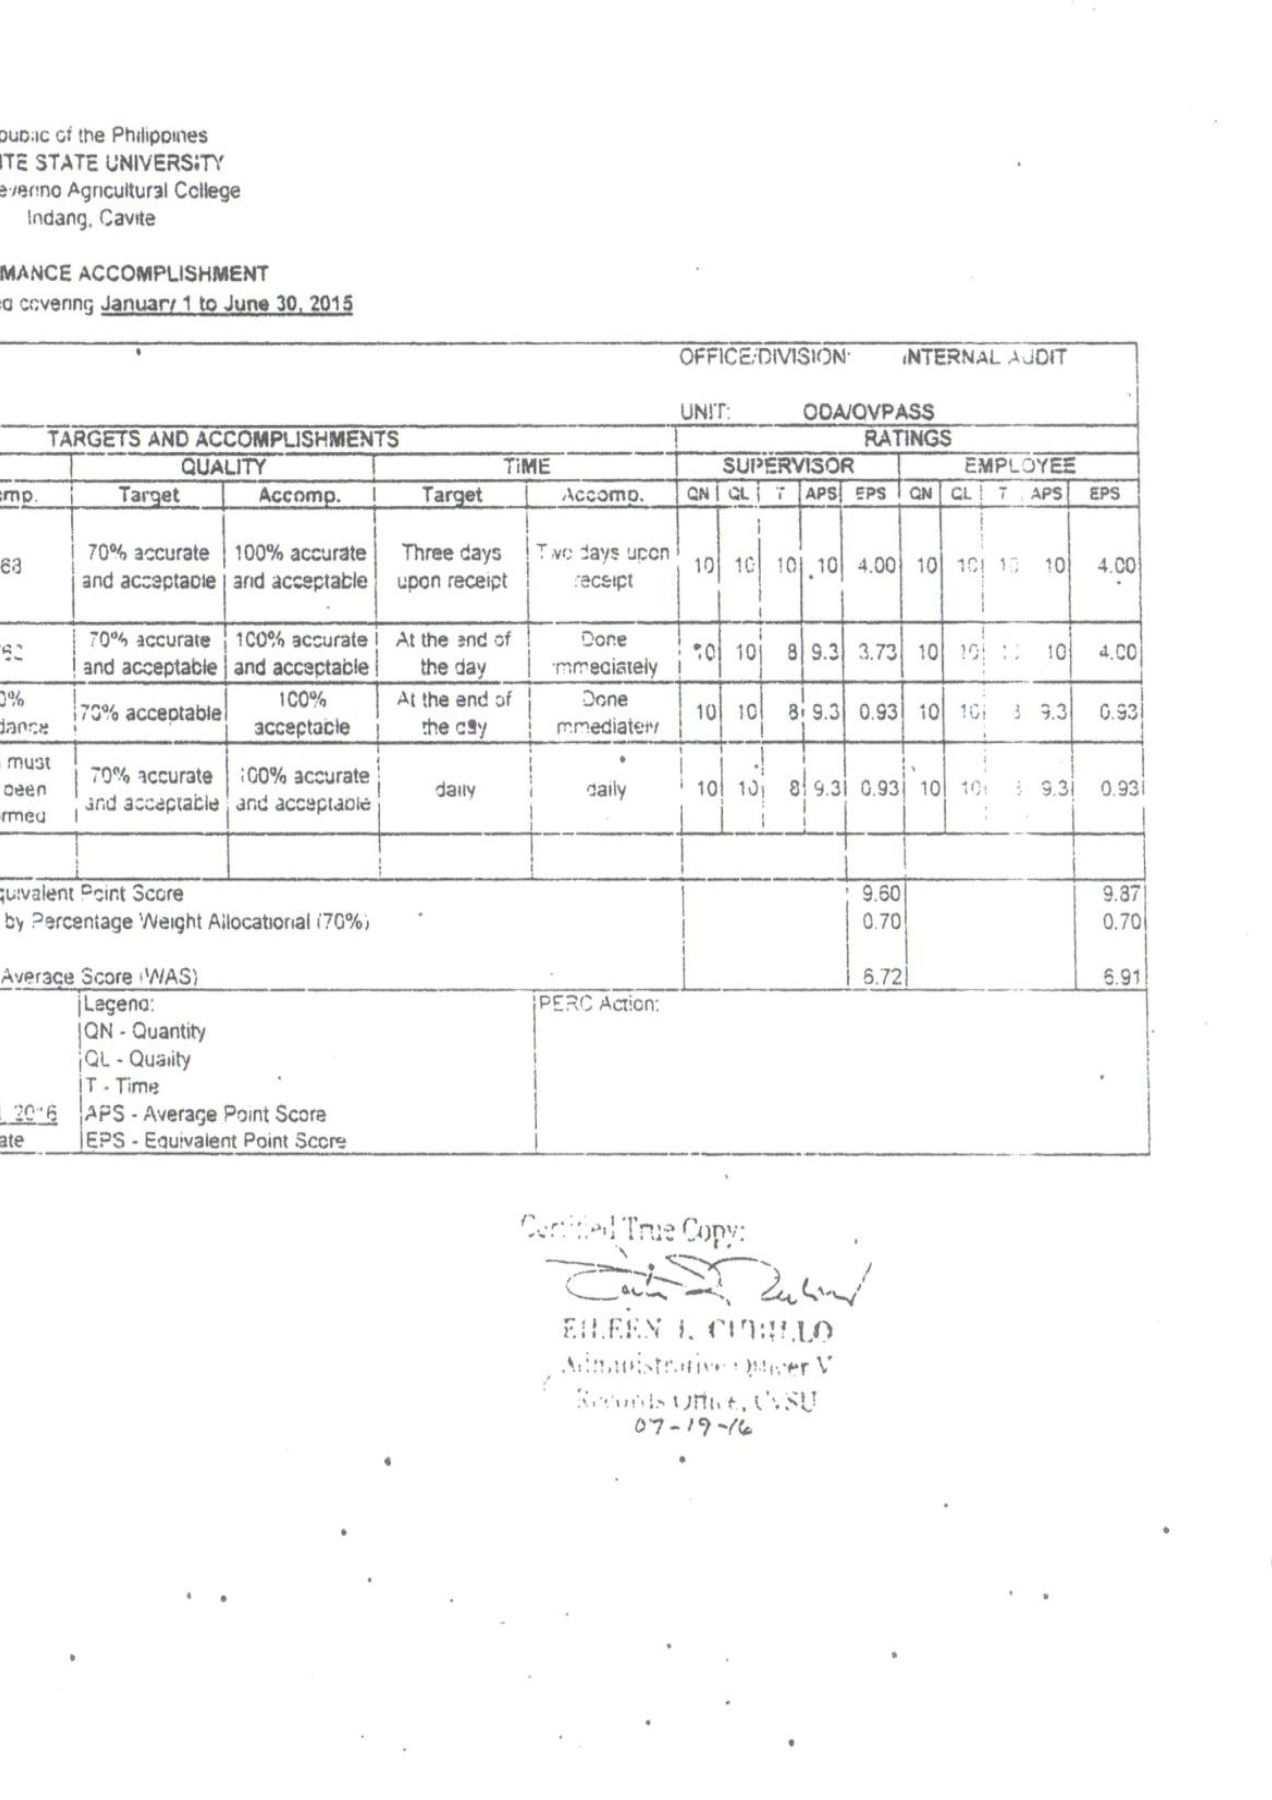 of the Philippines
STATE UNIVERSITY
Agricultural College
Indang, Cavite
MANCE ACCOMPLISHMENT
covering January 1 to June 30, 2015
OFFICE/DIVISION: INTERNAL AUDIT
UNIT: ODA/OVPASS
TARGETS AND ACCOMPLISHMENTS RATINGS
QUALITY TIME SUPERVISOR EMPLOYEE
Target Accomp. Target Accomp. QN QL T APS EPS QN QL T APS EPS
70% accurate 100% accurate Three days Two days upon
68 and acceptable and acceptable upon receipt receipt 10 10 10 10 4.00 10 10 10 10 4.00
70% accurate 100% accurate At the end of Done
and acceptable and acceptable the day immediately 10 10 8 9.3 3.73 10 10 10 4.00
70% acceptable 100% acceptable At the end of the day Done immediately 10 10 8 9.3 0.93 10 10 8 9.3 0.93
must
been 70% accurate and acceptable 100% accurate and acceptable daily daily 10 10 8 9.3 0.93 10 10 8 9.3 0.93
rmed
Point Score 9.60 9.87
by Percentage Weight Allocational (70%) 0.70 0.70
Average Score (WAS) 6.72 6.91
Legend: PERC Action:
QN - Quantity
QL - Quality
T - Time
2016 APS - Average Point Score
ate EPS - Equivalent Point Score
Certified True Copy:
EILEEN
Administrative Officer V
Records Office, CVSU
07-19-16